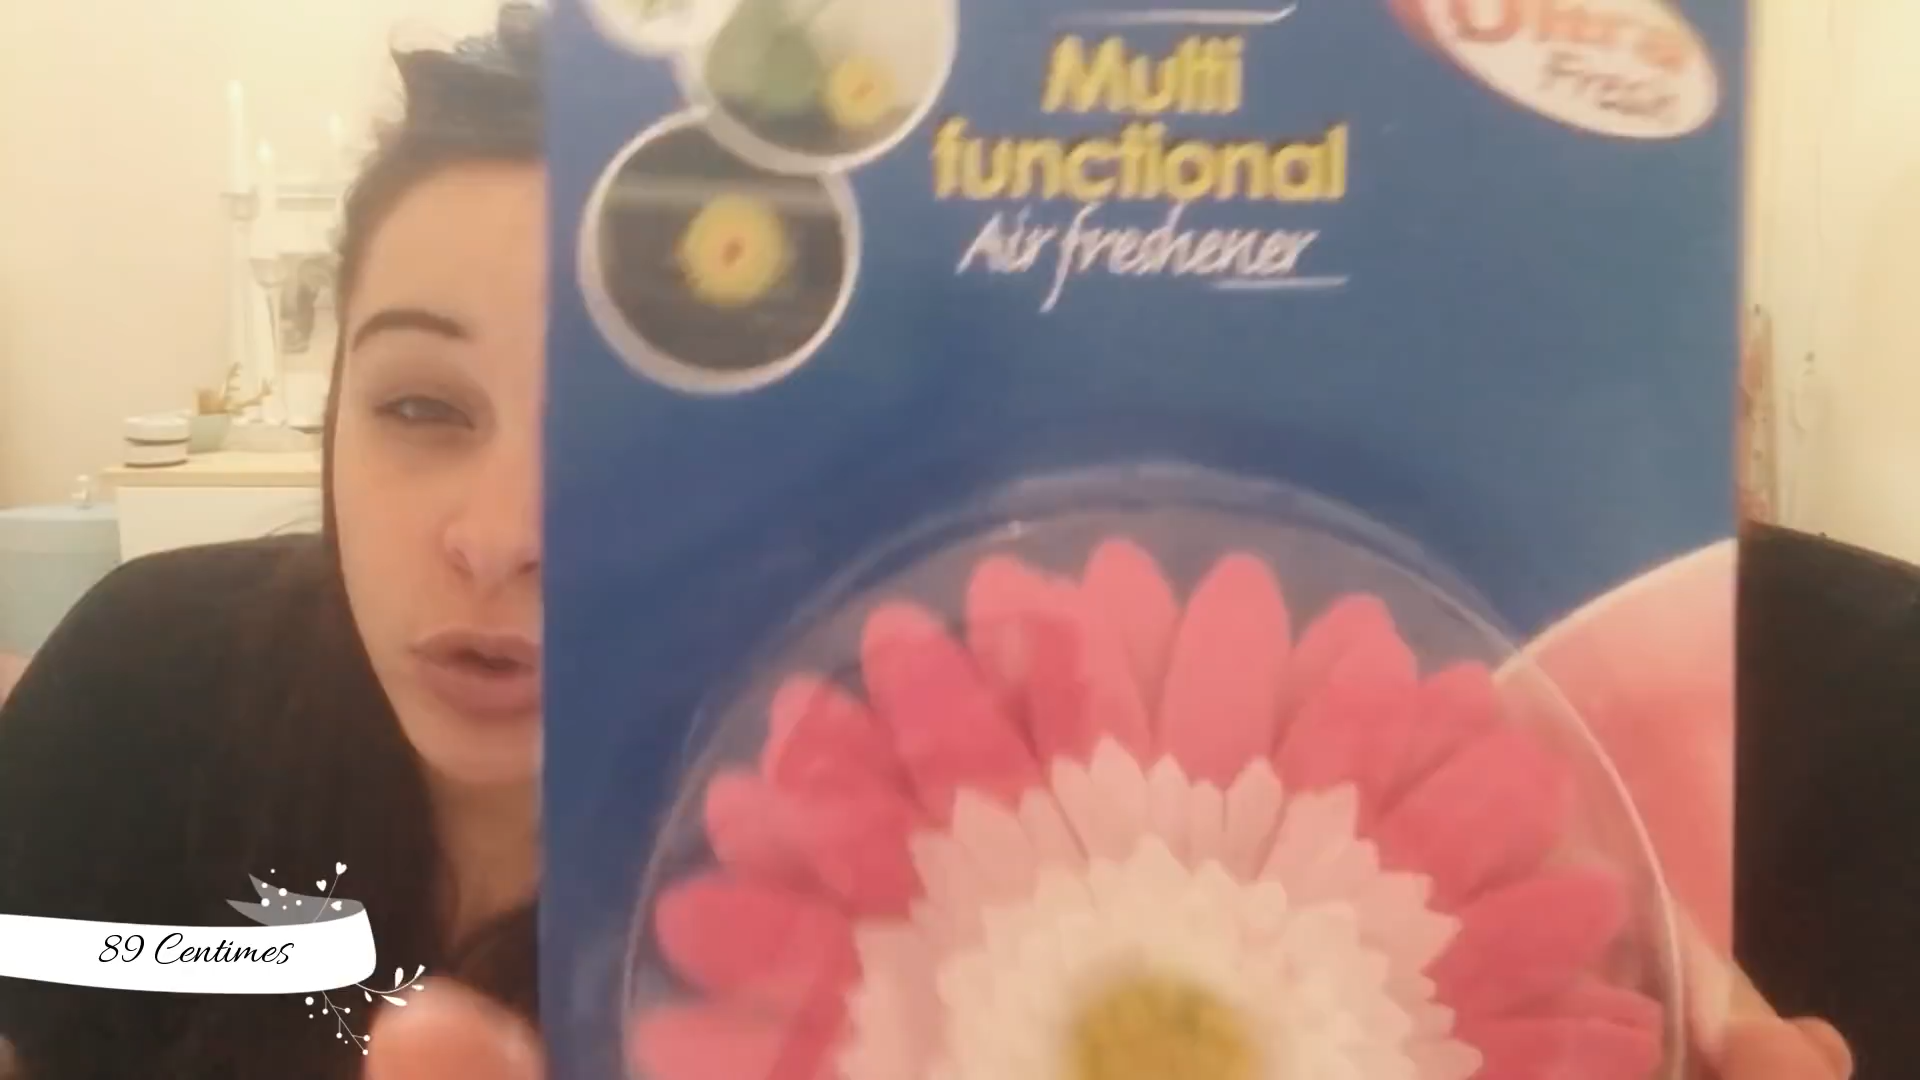 Multi
functional
Air freshener
89 Centimes